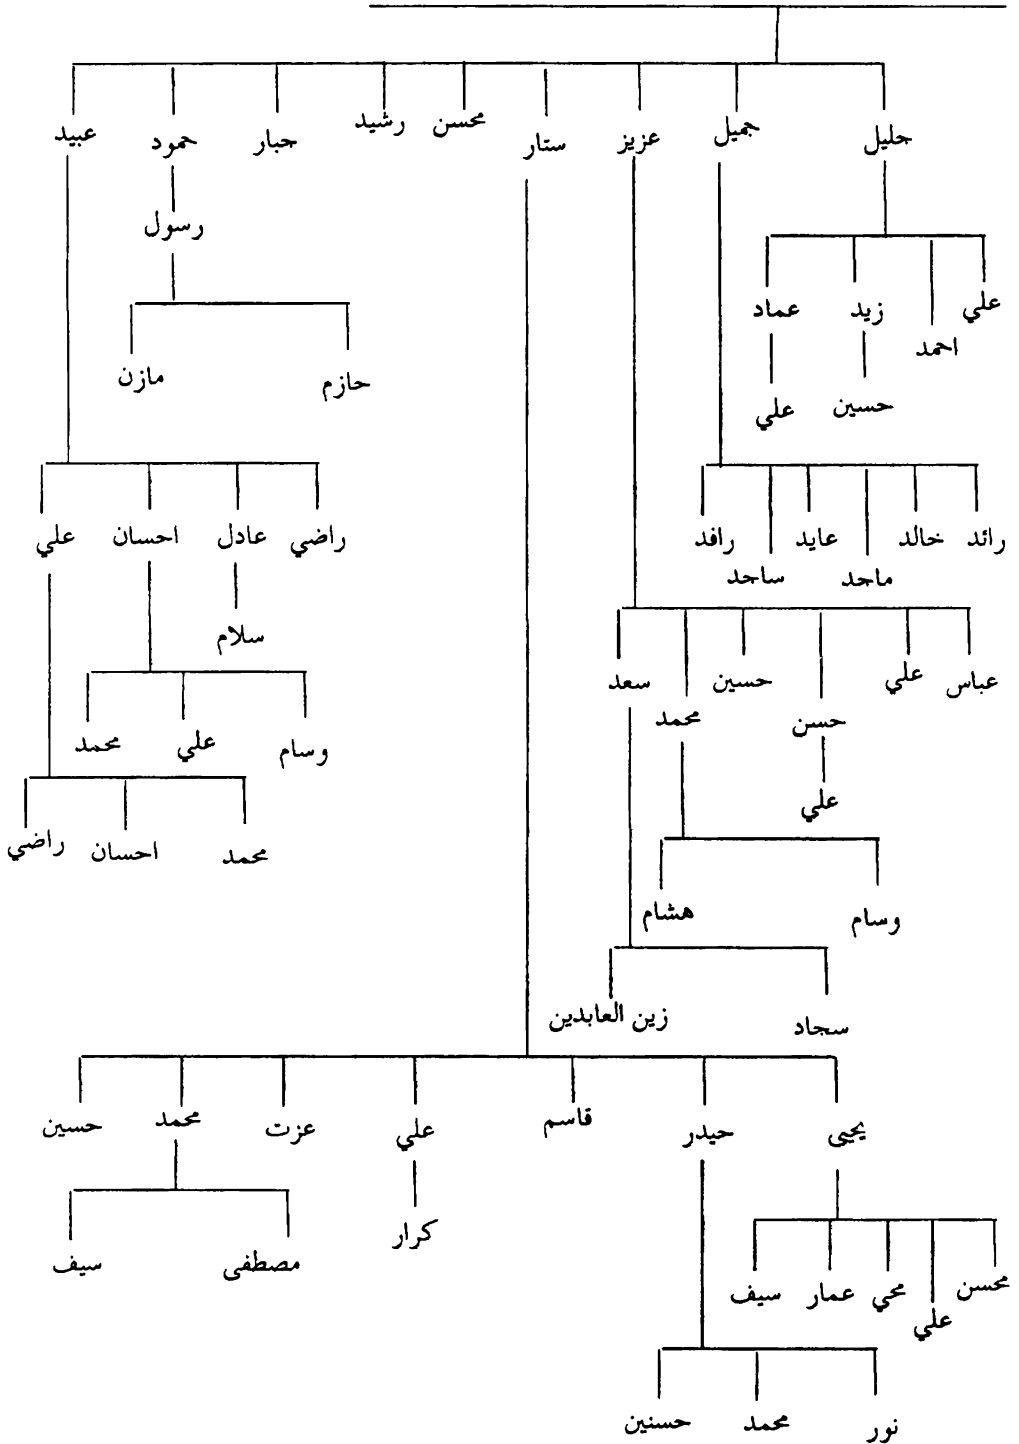 جليل جميل عزيز ستار محسن رشيد جبار حمود عبيد
رسول
علي احمد زيد عماد
حازم مازن
حسين علي
رائد خالد ماجد عايد ساجد رافد
راضي عادل احسان علي
سلام
عباس علي حسن حسين محمد سعد
وسام علي محمد
علي
محمد احسان راضي
وسام هشام
سجاد زين العابدين
يحيى حيدر قاسم علي عزت محمد حسين
كرار
مصطفى سيف
محسن علي محي عمار سيف
نور محمد حسنين